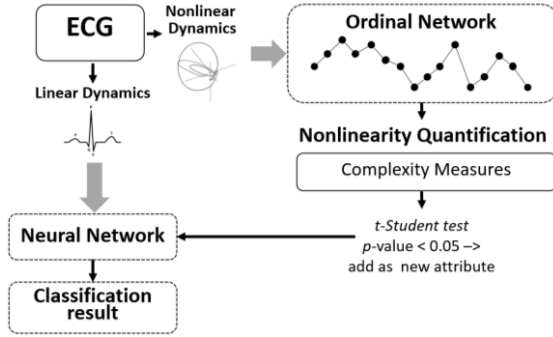 ECG
Nonlinear
Dynamics
Linear Dynamics
Ordinal Network
Nonlinearity Quantification
Complexity Measures
t-Student test
p-value < 0.05 –>
add as new attribute
Neural Network
Classification
result